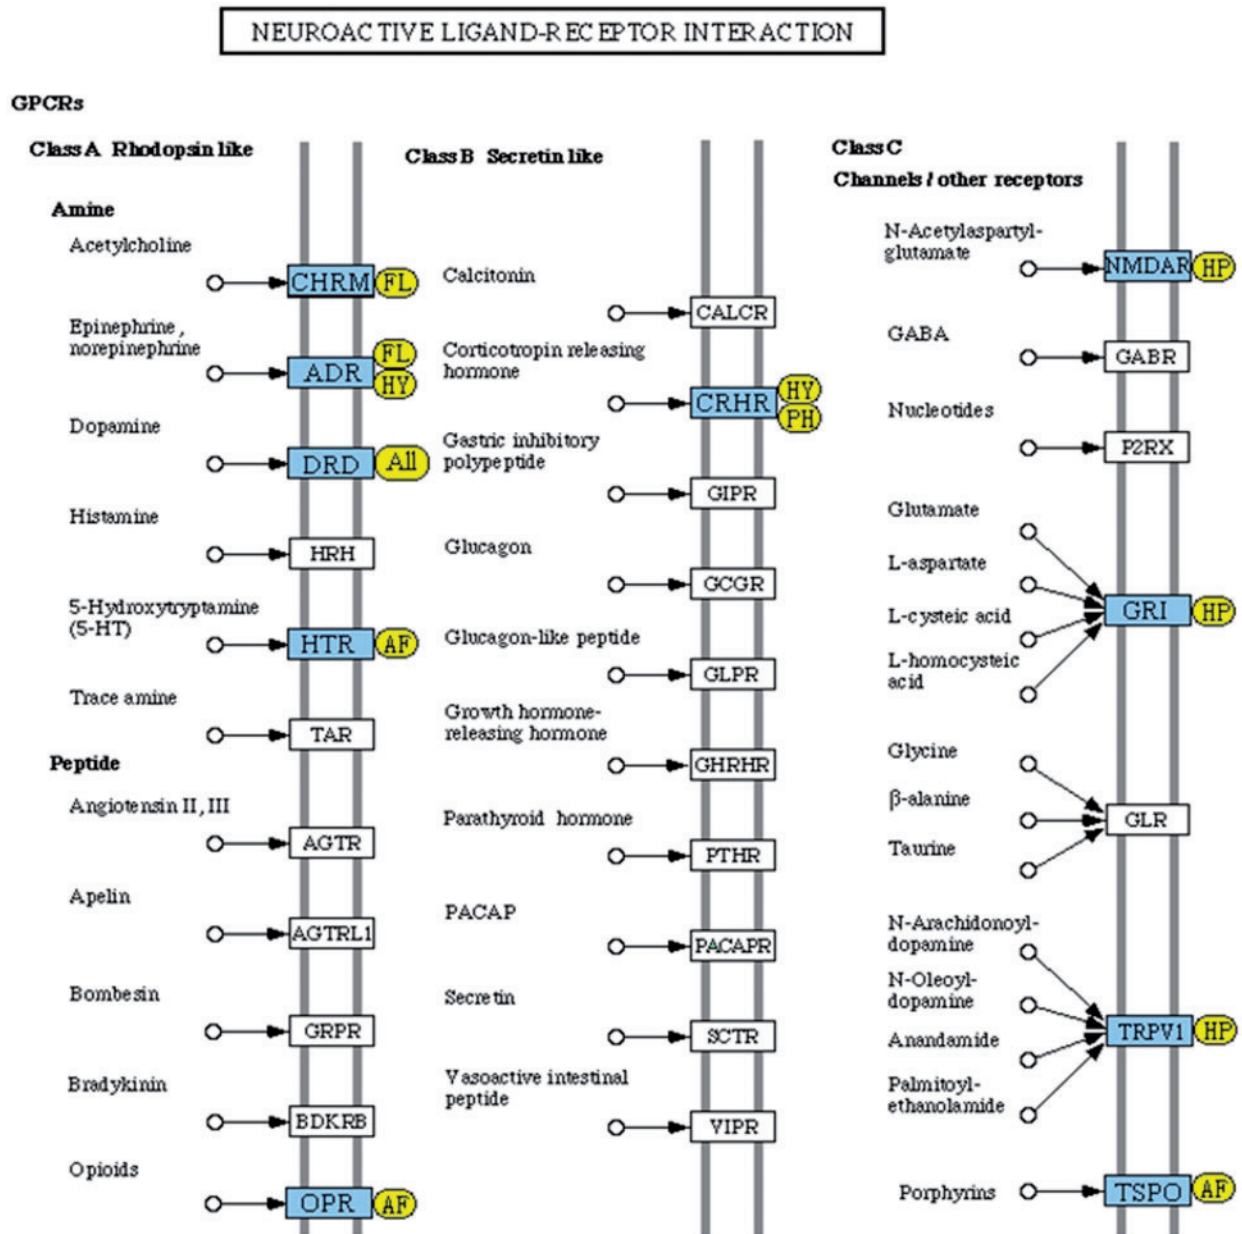 NEUROACTIVE LIGAND-RECEPTOR INTERACTION
GPCRs
Class A Rhodopsin like
Amine
Acetylcholine
CHRM FL
Epinephrine,
norepinephrine
FL
ADR
HY
Dopamine
DRD All
Histamine
HRH
5-Hydroxytryptamine
(5-HT)
HTR AF
Trace amine
TAR
Peptide
Angiotensin II, III
AGTR
Apelin
AGTRL1
Bombesin
GRPR
Bradykinin
BDKRB
Opioids
OPR AF
Class B Secretin like
Calcitonin
CALCR
Corticotropin releasing
hormone
HY
CRHR
PH
Gastric inhibitory
polypeptide
GIPR
Glucagon
GCGR
Glucagon-like peptide
GLPR
Growth hormone-
releasing hormone
GHRHR
Parathyroid hormone
PTHR
PACAP
PACAPR
Secretin
SCTR
Vasoactive intestinal
peptide
VIPR
Class C
Channels / other receptors
N-Acetylaspartyl-
glutamate
NMDAR HP
GABA
GABR
Nucleotides
P2RX
Glutamate
L-aspartate
GRI HP
L-cysteic acid
L-homocysteic
acid
Glycine
β-alanine
GLR
Taurine
N-Arachidonoyl-
dopamine
N-Oleoyl-
dopamine
TRPV1 HP
Anandamide
Palmitoyl-
ethanolamide
Porphyrins
TSPO AF